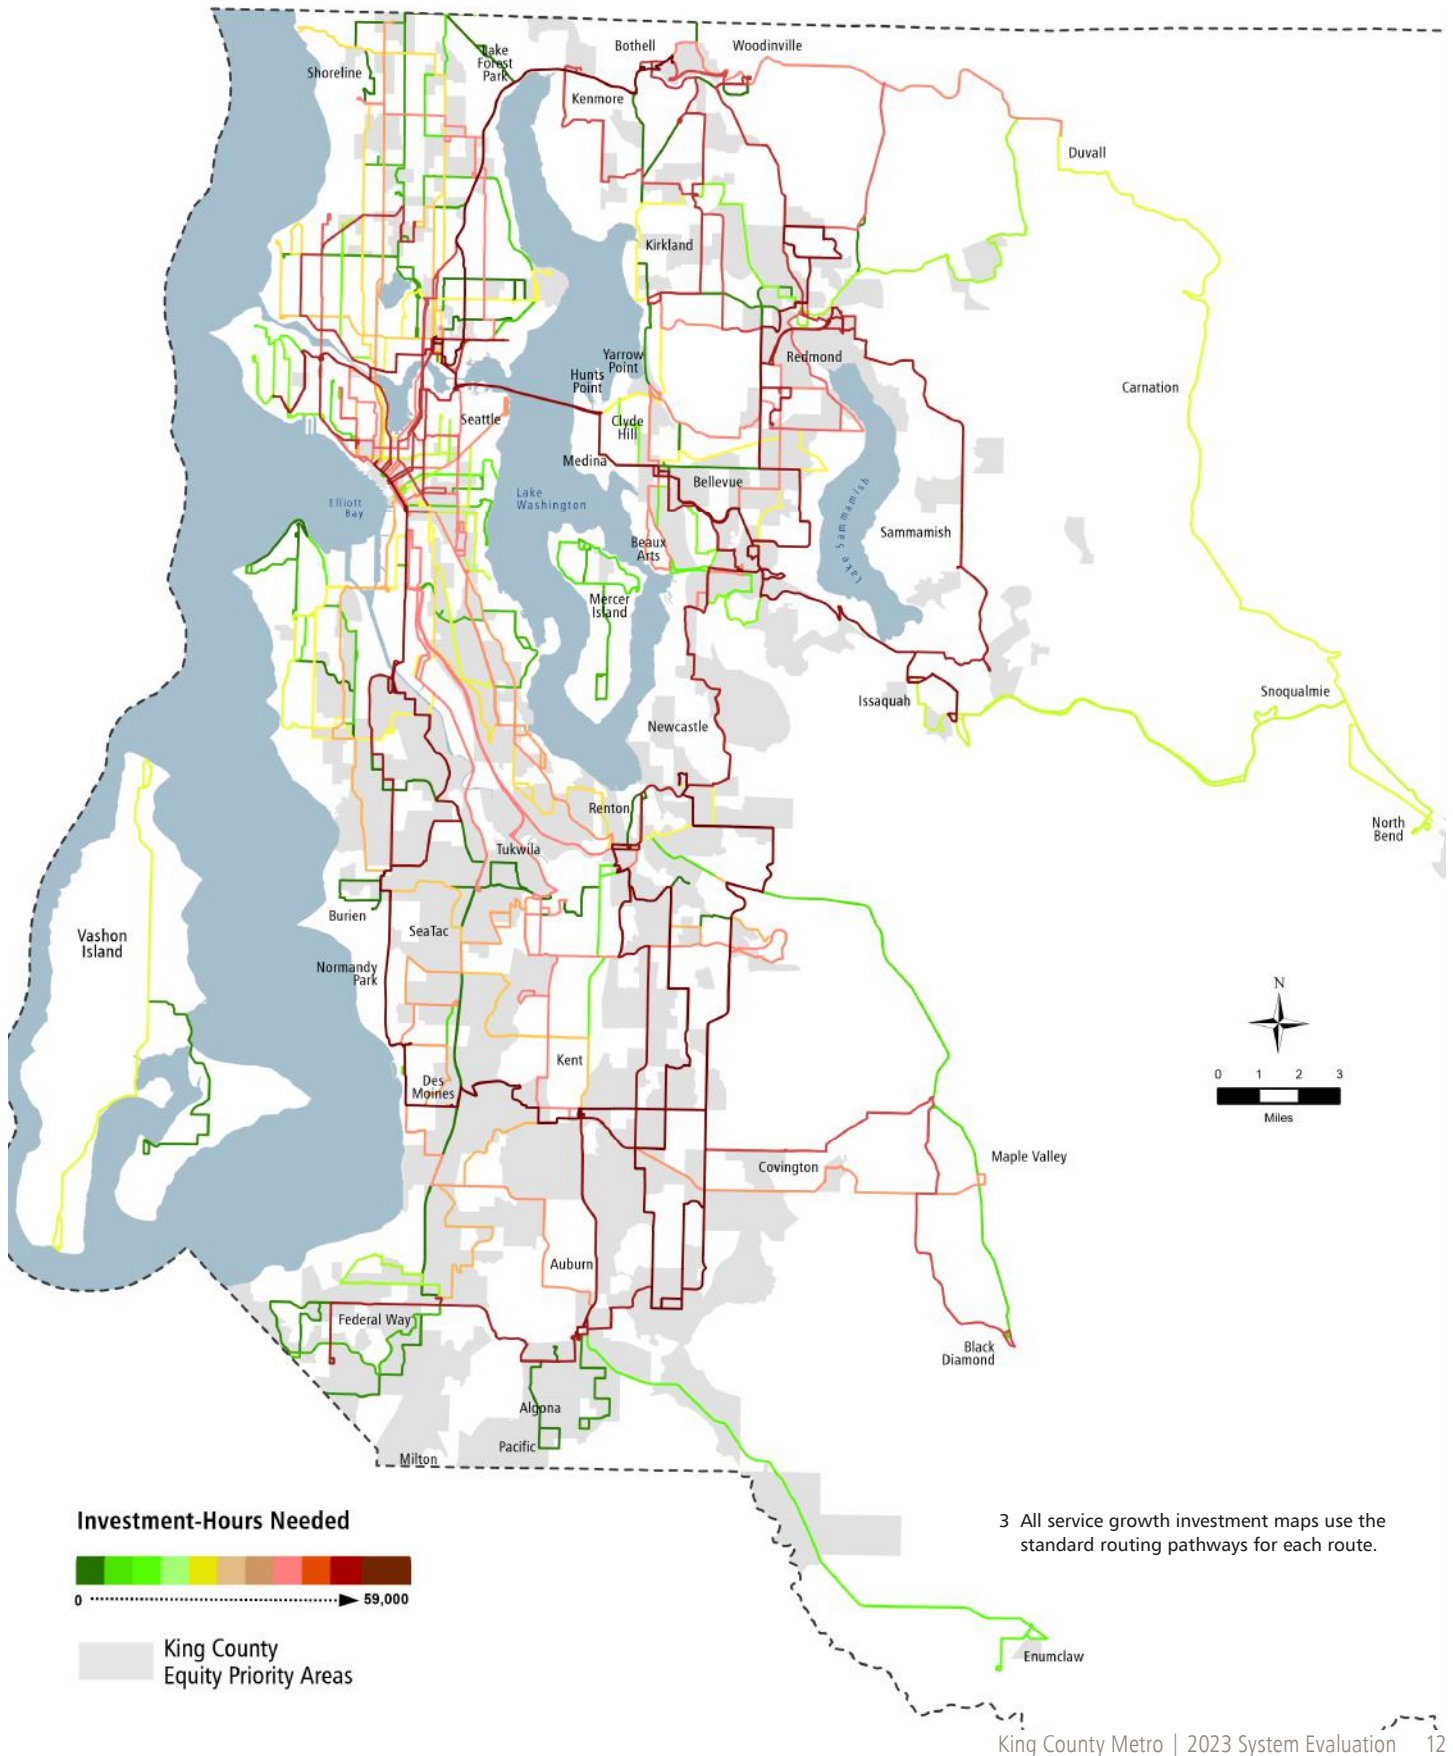 Bothell
Woodinville
Lake
Forest
Park
Shoreline
Kenmore
Duvall
Kirkland
Yarrow
Point
Redmond
Hunts
Point
Carnation
Seattle
Clyde
Hill
Medina
Bellevue
Lake
Washington
Elliott
Bay
Lake Sammamish
Sammamish
Beaux
Arts
Mercer
Island
Snoqualmie
Issaquah
Newcastle
Renton
North
Bend
Tukwila
Burien
SeaTac
Vashon
Island
Normandy
Park
N
Kent
0 1 2 3
Miles
Des
Moines
Maple Valley
Covington
Auburn
Federal Way
Black
Diamond
Algona
Pacific
Milton
Investment-Hours Needed
0 59,000
King County
Equity Priority Areas
3 All service growth investment maps use the
standard routing pathways for each route.
Enumclaw
King County Metro | 2023 System Evaluation 12